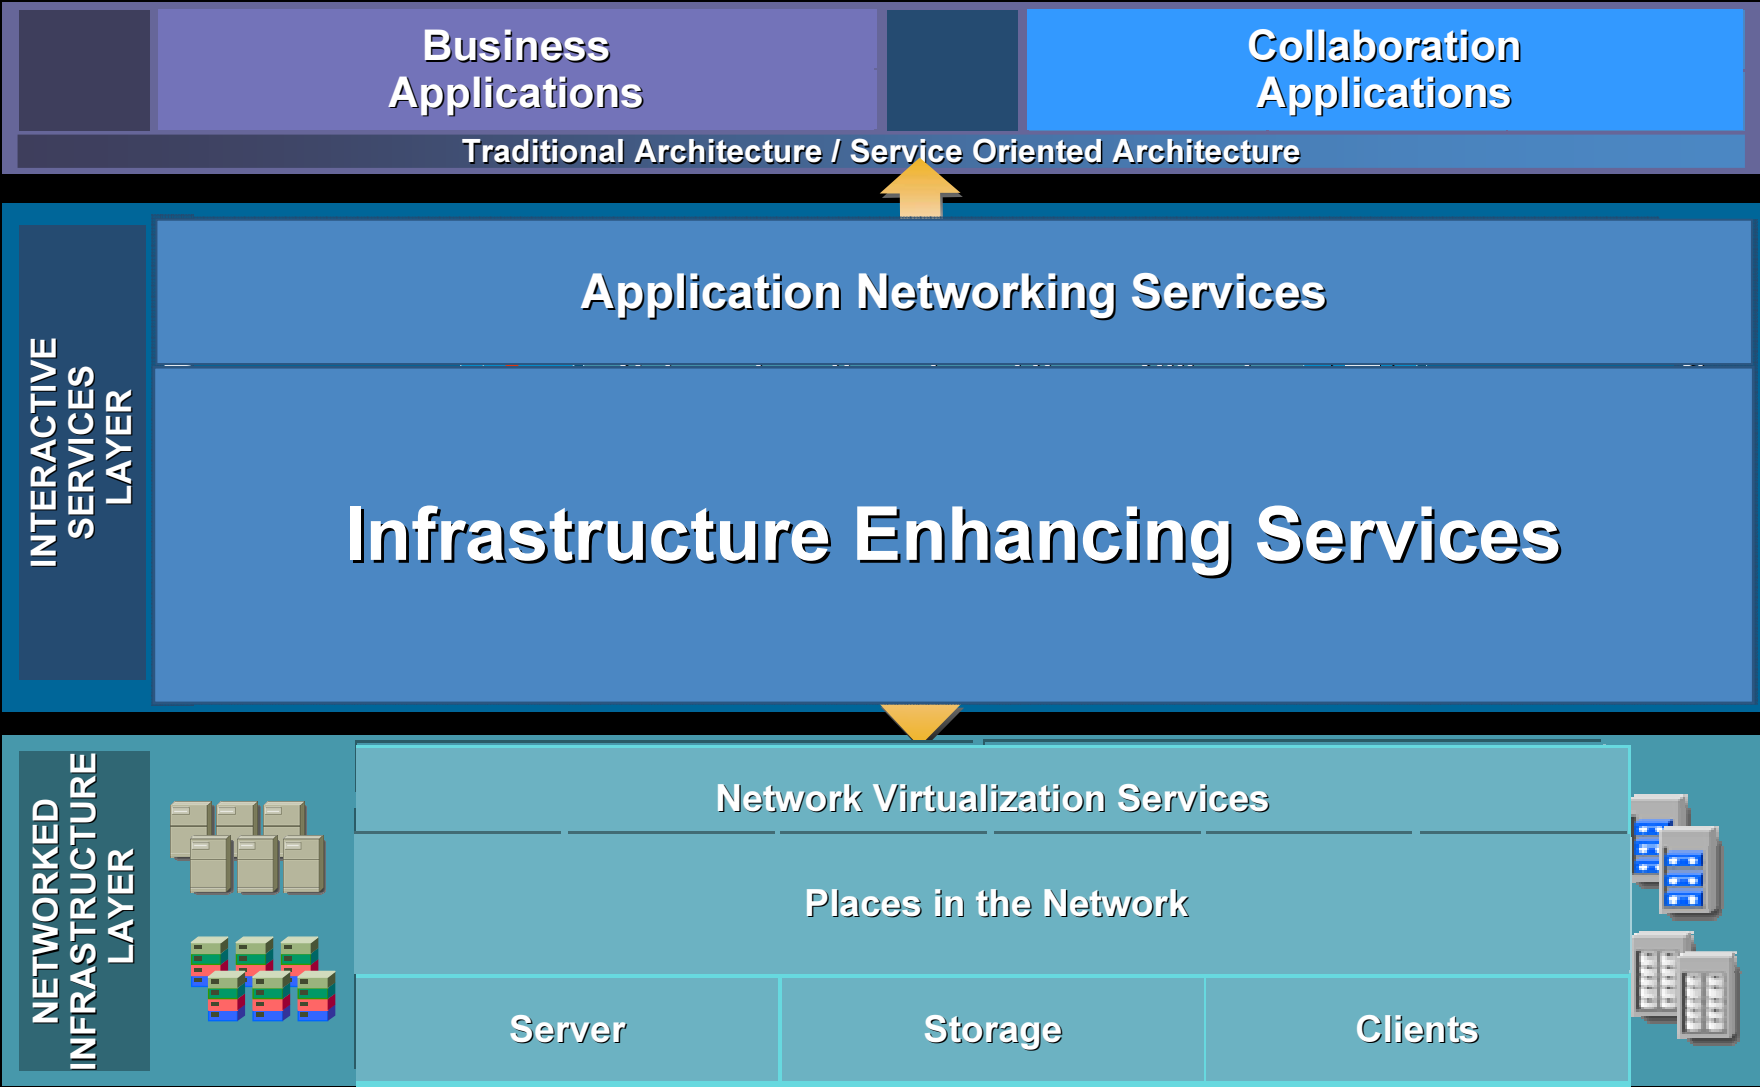 Business
Applications
Collaboration
Applications
Traditional Architecture / Service Oriented Architecture
INTERACTIVE
SERVICES
LAYER
Application Networking Services
Infrastructure Enhancing Services
NETWORKED
INFRASTRUCTURE
LAYER
Network Virtualization Services
Places in the Network
Server
Storage
Clients